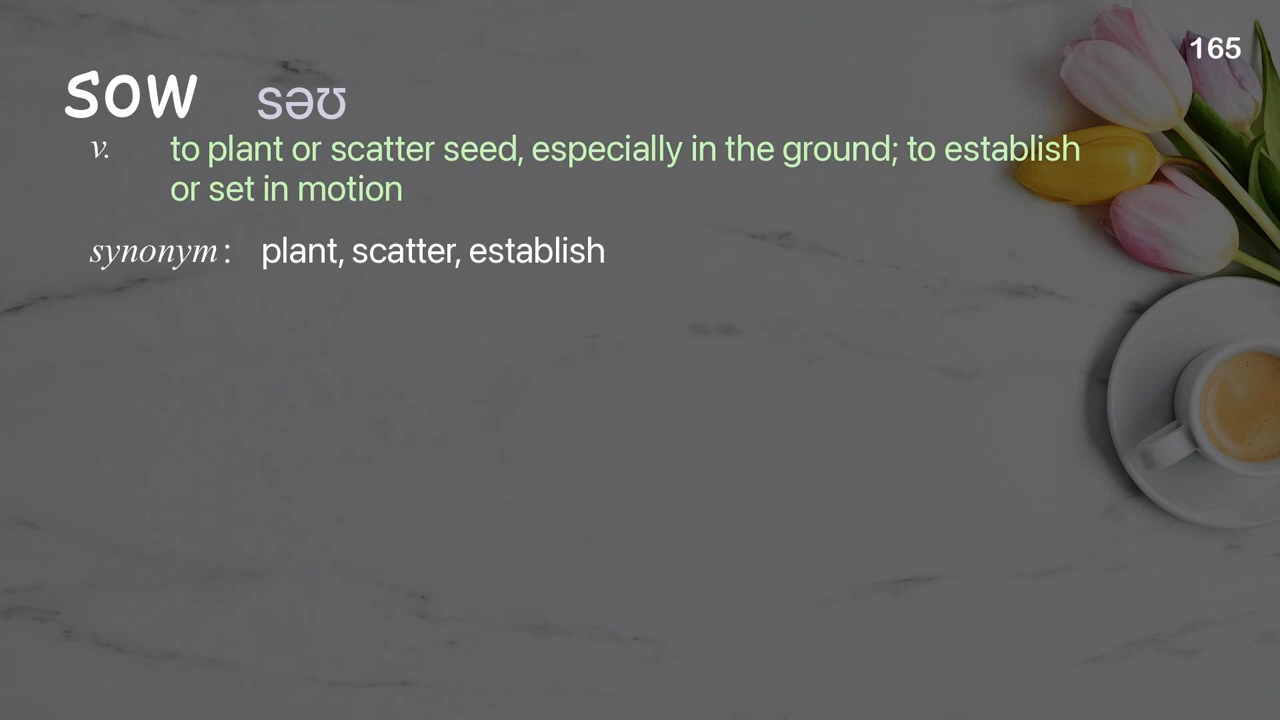 165
sow səʊ
v. to plant or scatter seed, especially in the ground; to establish
or set in motion
synonym: plant, scatter, establish